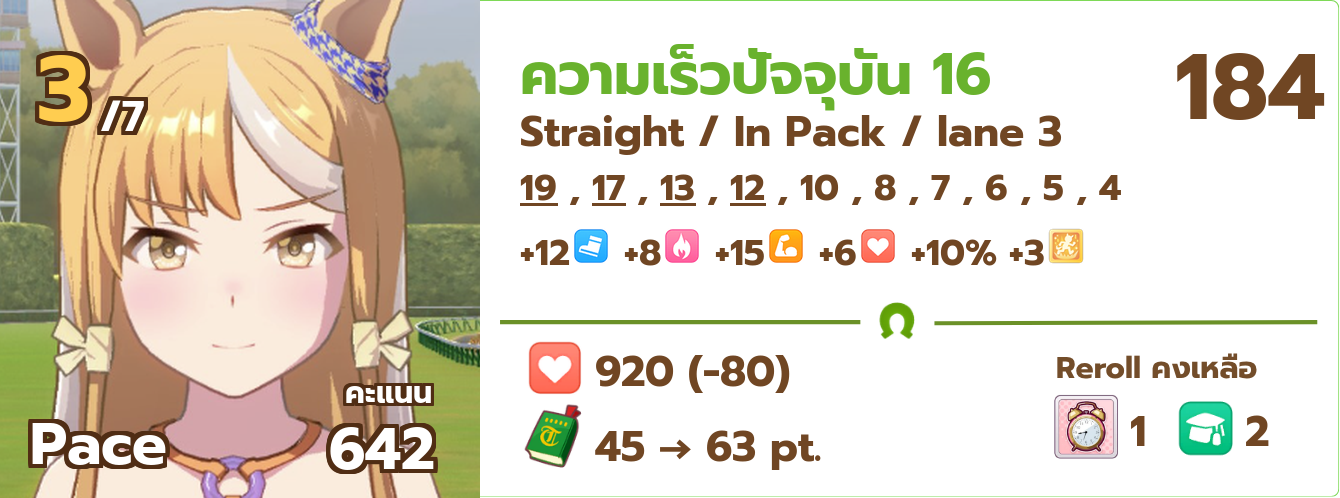 3 /7
คะแนน
Pace 642
ความเร็วปัจจุบัน 16
184
Straight / In Pack / lane 3
19 , 17 , 13 , 12 , 10 , 8 , 7 , 6 , 5 , 4
+12 +8 +15 +6 +10% +3
920 (-80)
45 → 63 pt.
Reroll คงเหลือ
1 2